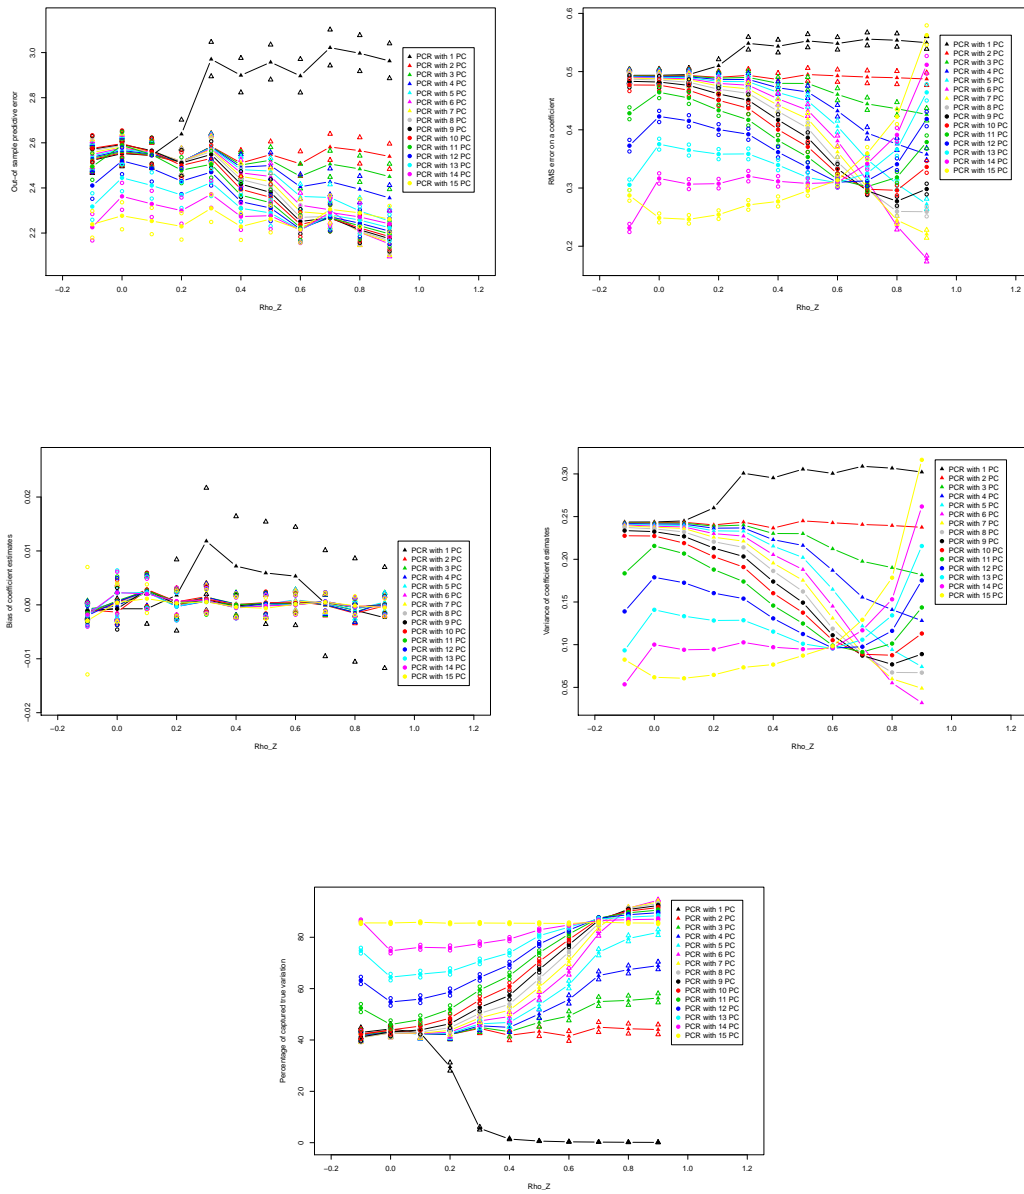 Out-of sample predictive error
2.2
2.4
2.6
2.8
3.0
−0.2
0.0
0.2
0.4
0.6
0.8
1.0
1.2
Rho_Z
PCR with 1 PC
PCR with 2 PC
PCR with 3 PC
PCR with 4 PC
PCR with 5 PC
PCR with 6 PC
PCR with 7 PC
PCR with 8 PC
PCR with 9 PC
PCR with 10 PC
PCR with 11 PC
PCR with 12 PC
PCR with 13 PC
PCR with 14 PC
PCR with 15 PC
RMS error on a coefficient
0.2
0.3
0.4
0.5
0.6
−0.2
0.0
0.2
0.4
0.6
0.8
1.0
1.2
Rho_Z
PCR with 1 PC
PCR with 2 PC
PCR with 3 PC
PCR with 4 PC
PCR with 5 PC
PCR with 6 PC
PCR with 7 PC
PCR with 8 PC
PCR with 9 PC
PCR with 10 PC
PCR with 11 PC
PCR with 12 PC
PCR with 13 PC
PCR with 14 PC
PCR with 15 PC
Bias of coefficient estimates
−0.02
−0.01
0.00
0.01
0.02
−0.2
0.0
0.2
0.4
0.6
0.8
1.0
1.2
Rho_Z
PCR with 1 PC
PCR with 2 PC
PCR with 3 PC
PCR with 4 PC
PCR with 5 PC
PCR with 6 PC
PCR with 7 PC
PCR with 8 PC
PCR with 9 PC
PCR with 10 PC
PCR with 11 PC
PCR with 12 PC
PCR with 13 PC
PCR with 14 PC
PCR with 15 PC
Variance of coefficient estimates
0.05
0.10
0.15
0.20
0.25
0.30
−0.2
0.0
0.2
0.4
0.6
0.8
1.0
1.2
Rho_Z
PCR with 1 PC
PCR with 2 PC
PCR with 3 PC
PCR with 4 PC
PCR with 5 PC
PCR with 6 PC
PCR with 7 PC
PCR with 8 PC
PCR with 9 PC
PCR with 10 PC
PCR with 11 PC
PCR with 12 PC
PCR with 13 PC
PCR with 14 PC
PCR with 15 PC
Percentage of capured true variation
0
20
40
60
80
−0.2
0.0
0.2
0.4
0.6
0.8
1.0
1.2
Rho_Z
PCR with 1 PC
PCR with 2 PC
PCR with 3 PC
PCR with 4 PC
PCR with 5 PC
PCR with 6 PC
PCR with 7 PC
PCR with 8 PC
PCR with 9 PC
PCR with 10 PC
PCR with 11 PC
PCR with 12 PC
PCR with 13 PC
PCR with 14 PC
PCR with 15 PC